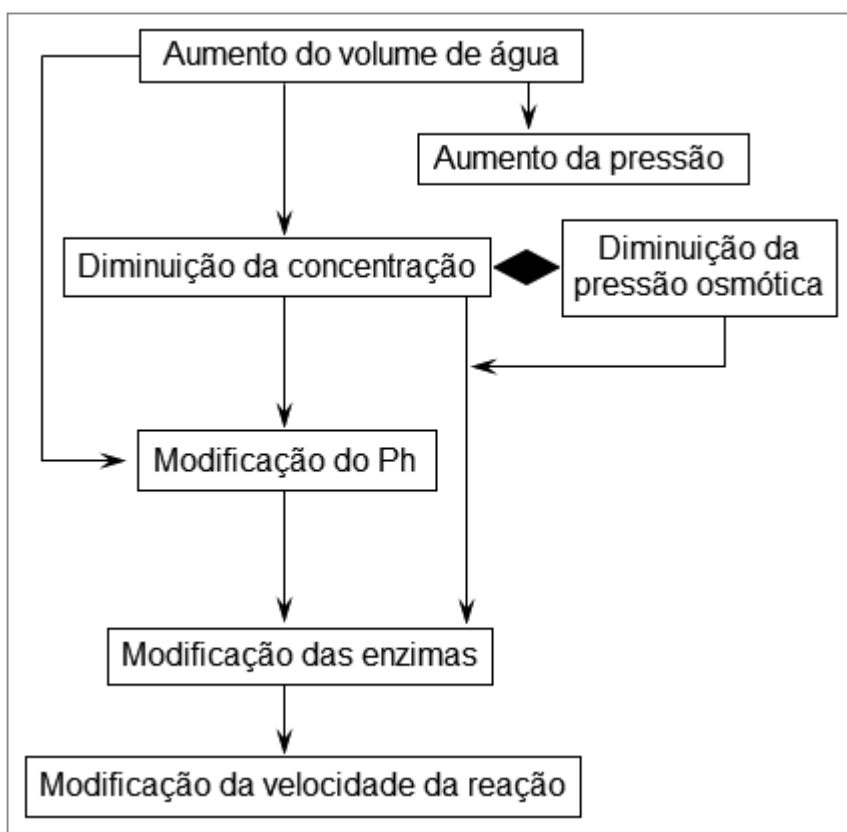 Aumento do volume de água
Aumento da pressão
Diminuição da concentração
Diminuição da
pressão osmótica
Modificação do Ph
Modificação das enzimas
Modificação da velocidade da reação